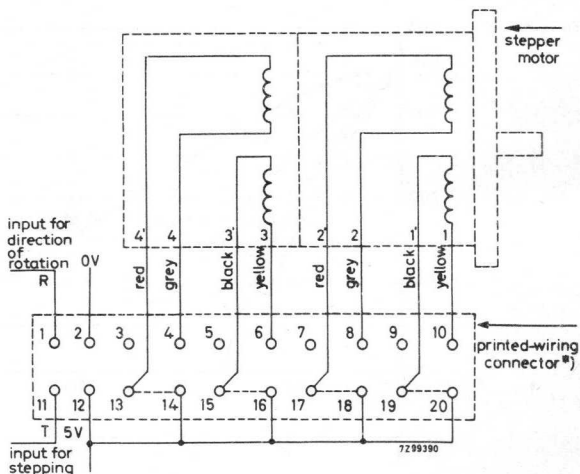 stepper
motor
4' 4 3' 3 2' 2 1' 1
input for
direction
of
rotation
0V
R
red grey black yellow red grey black yellow
1 2 3 4 5 6 7 8 9 10
printed-wiring
connector*)
11 12 13 14 15 16 17 18 19 20
T 5V
7Z99390
input for
stepping